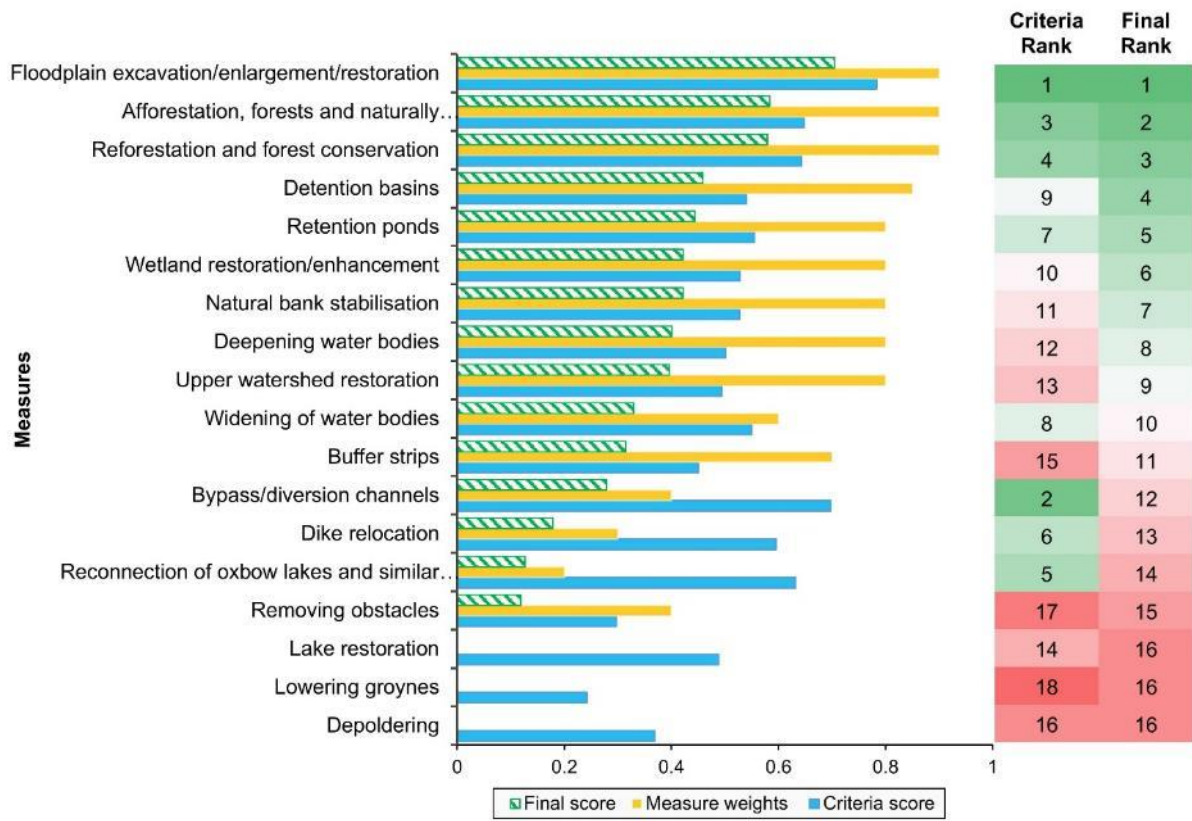 Criteria Rank
Final Rank
Measures
Floodplain excavation/enlargement/restoration 1 1
Afforestation, forests and naturally... 3 2
Reforestation and forest conservation 4 3
Detention basins 9 4
Retention ponds 7 5
Wetland restoration/enhancement 10 6
Natural bank stabilisation 11 7
Deepening water bodies 12 8
Upper watershed restoration 13 9
Widening of water bodies 8 10
Buffer strips 15 11
Bypass/diversion channels 2 12
Dike relocation 6 13
Reconnection of oxbow lakes and similar... 5 14
Removing obstacles 17 15
Lake restoration 14 16
Lowering groynes 18 16
Depoldering 16 16
0 0.2 0.4 0.6 0.8 1
Final score Measure weights Criteria score